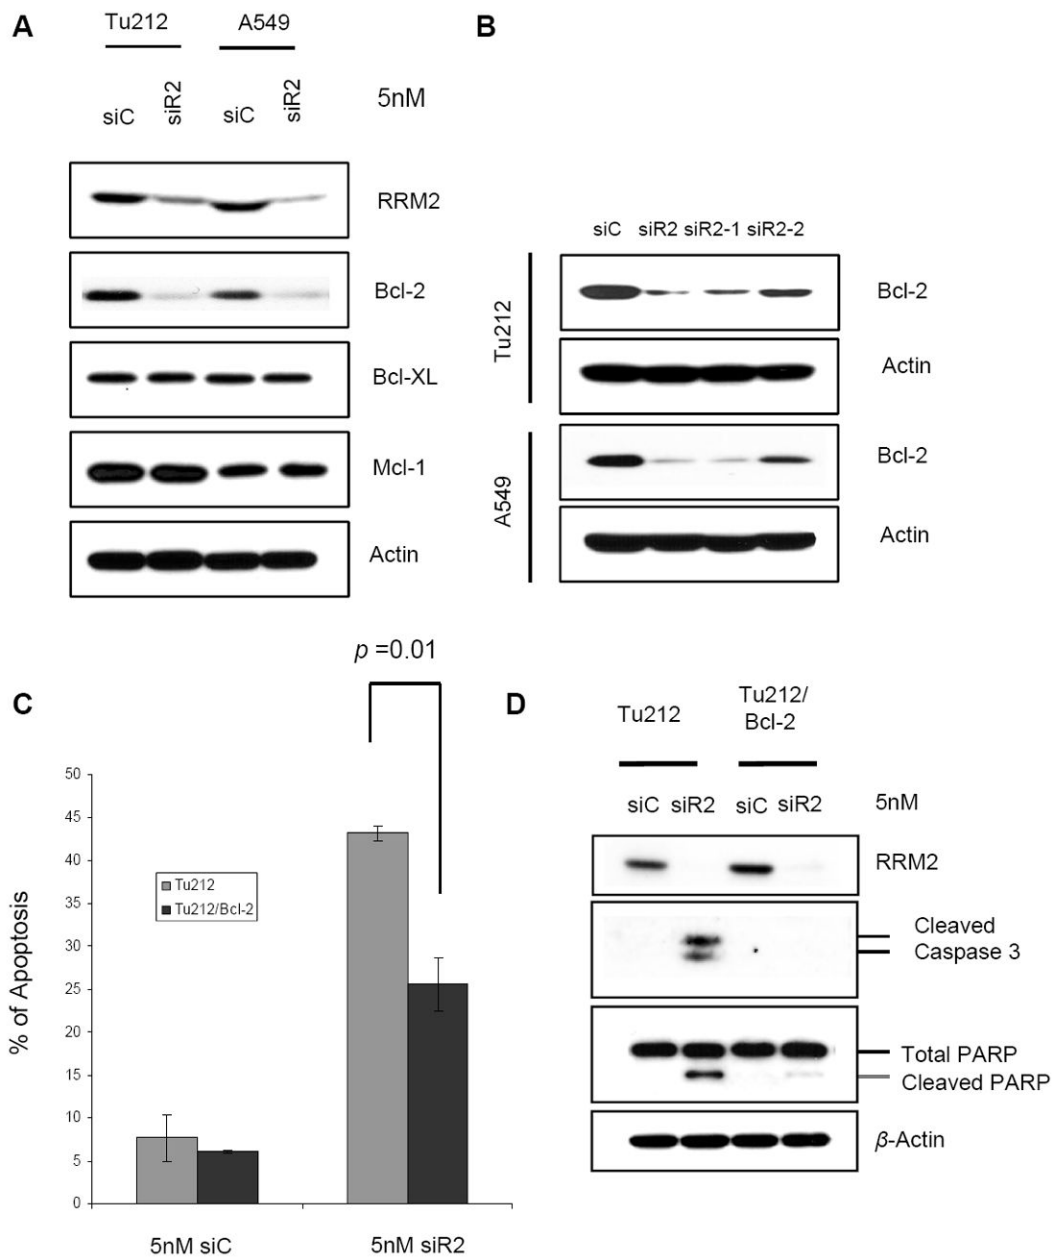 A
Tu212 A549
siC siR2 siC siR2 5nM
RRM2
Bcl-2
Bcl-XL
Mcl-1
Actin
B
siC siR2 siR2-1 siR2-2
Tu212
Bcl-2
Actin
A549
Bcl-2
Actin
C
p =0.01
% of Apoptosis
50
45
40
35
30
25
20
15
10
5
0
Tu212
Tu212/Bcl-2
5nM siC 5nM siR2
D
Tu212 Tu212/
Bcl-2
siC siR2 siC siR2 5nM
RRM2
Cleaved
Caspase 3
Total PARP
Cleaved PARP
β-Actin